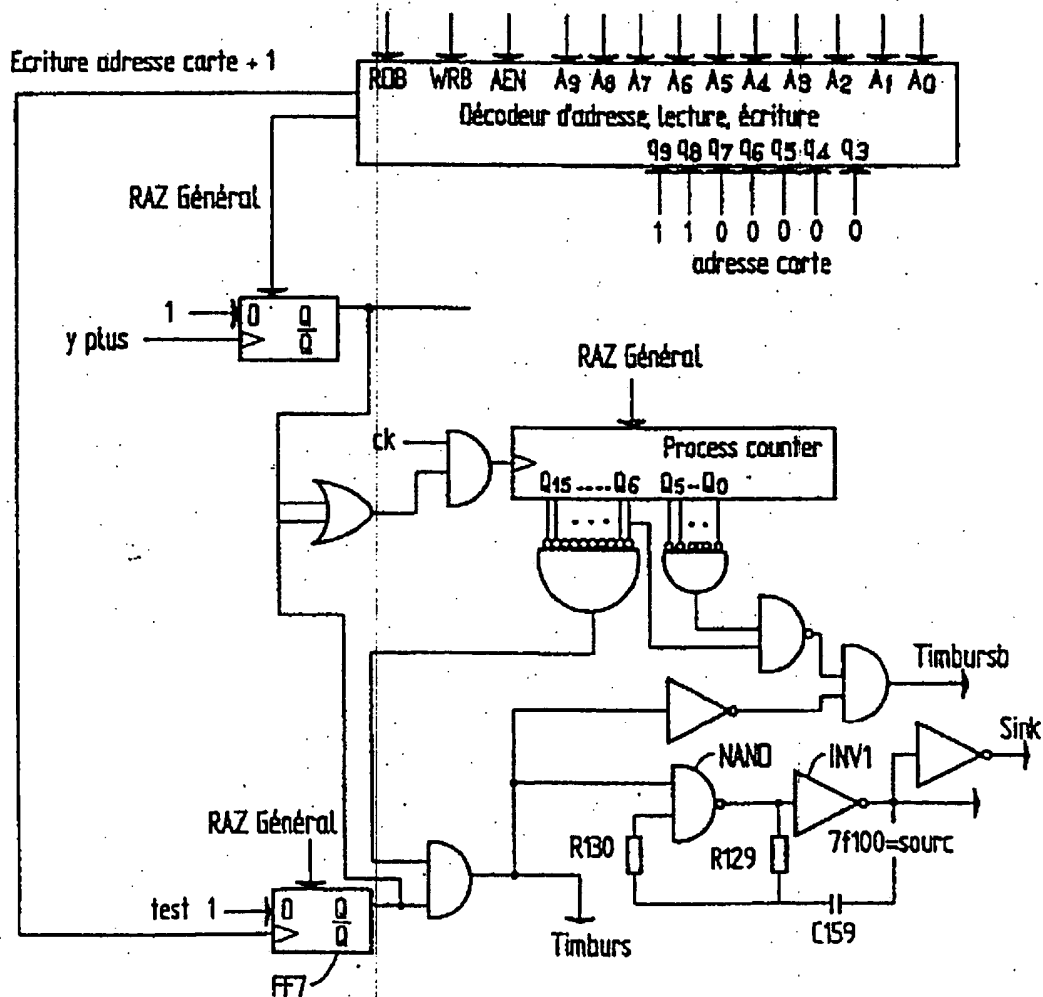 Ecriture adresse carte + 1
RDB WRB AEN A9 A8 A7 A6 A5 A4 A3 A2 A1 A0
Décodeur d'adresse, lecture, écriture
q9 q8 q7 q6 q5 q4 q3
1 1 0 0 0 0 0
adresse carte
RAZ Général
1 D Q
y plus Q
RAZ Général
ck
Process counter
Q15....Q6 Q5-Q0
...
..
Timbursb
Sink
NAND
INV1
7f100=sourc
R130
R129
C159
RAZ Général
test 1 D Q
Q
FF7
Timburs